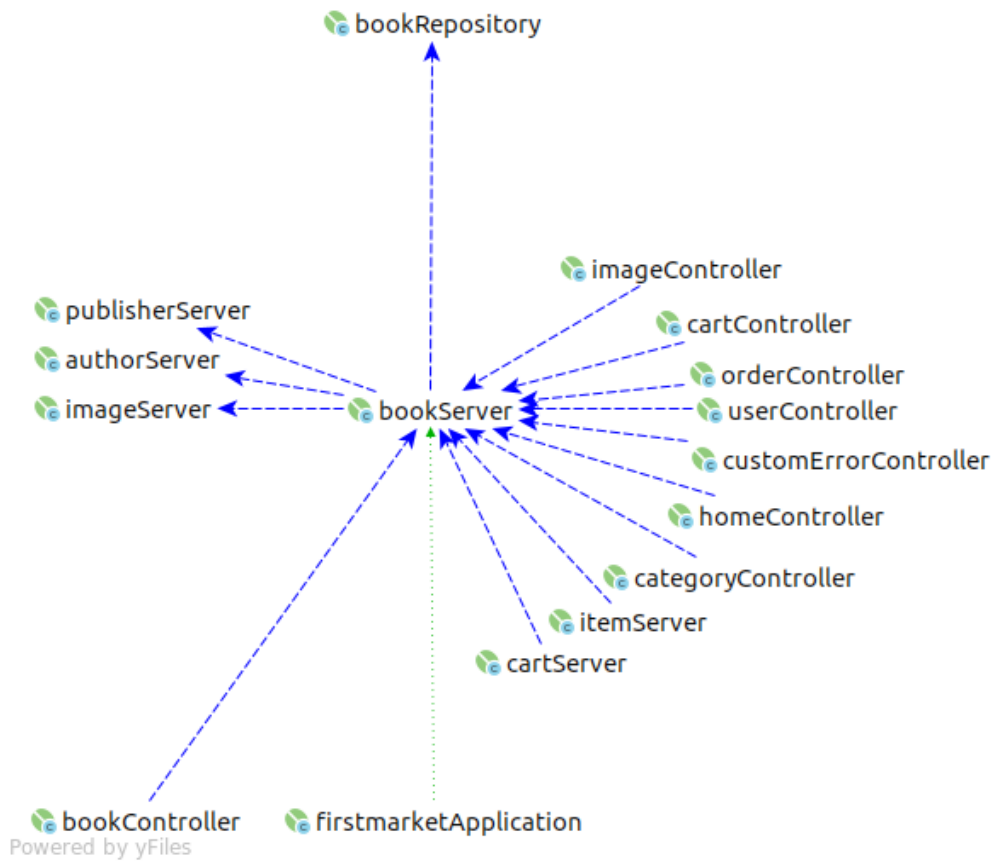 bookRepository
imageController
publisherServer
cartController
authorServer
orderController
imageServer
bookServer
userController
customErrorController
homeController
categoryController
itemServer
cartServer
bookController
firstmarketApplication
Powered by yFiles